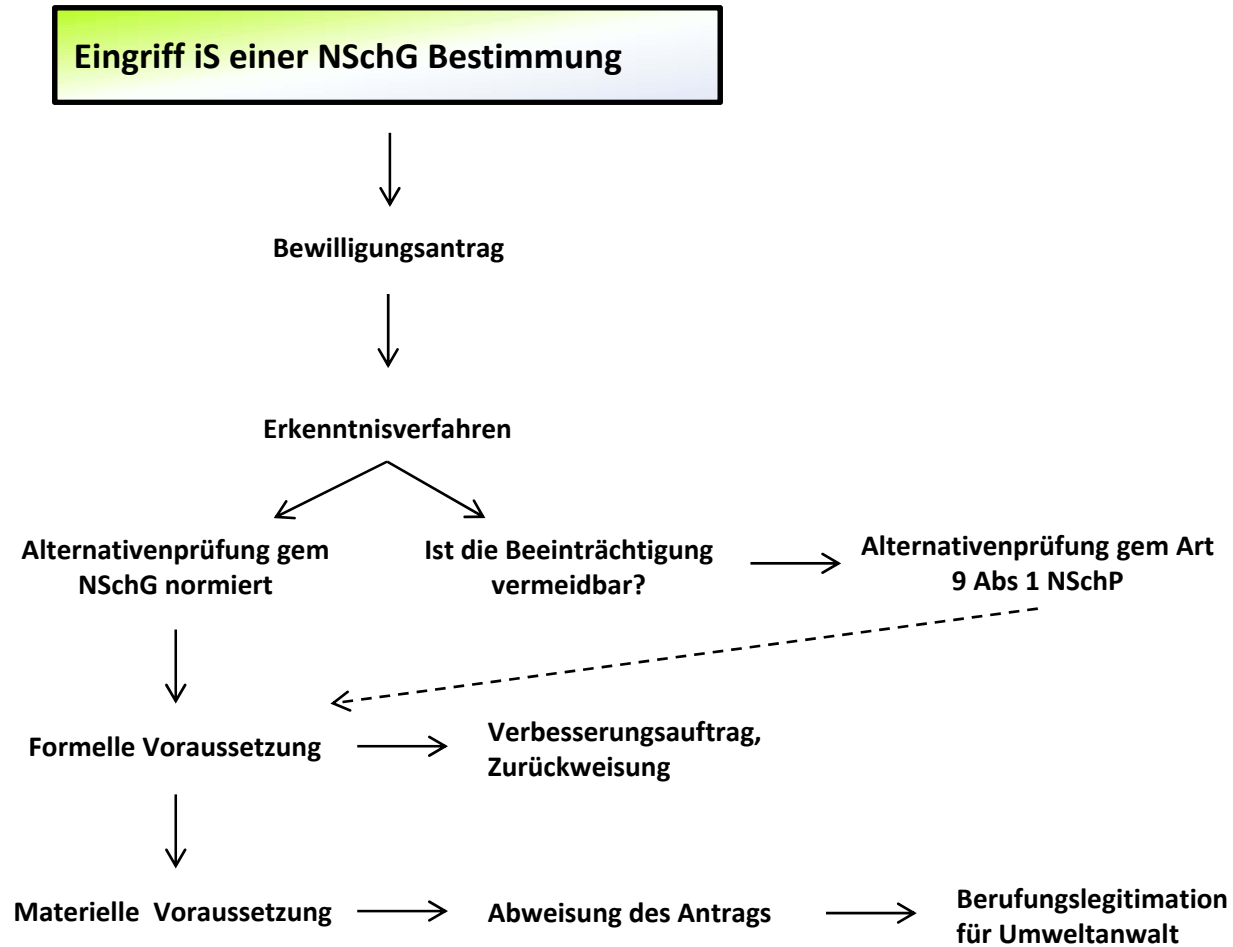 Eingriff iS einer NSchG Bestimmung
Bewilligungsantrag
Erkenntnisverfahren
Alternativenprüfung gem
NSchG normiert
Ist die Beeinträchtigung
vermeidbar?
Alternativenprüfung gem Art
9 Abs 1 NSchP
Formelle Voraussetzung
Verbesserungsauftrag,
Zurückweisung
Materielle Voraussetzung
Abweisung des Antrags
Berufungslegitimation
für Umweltanwalt